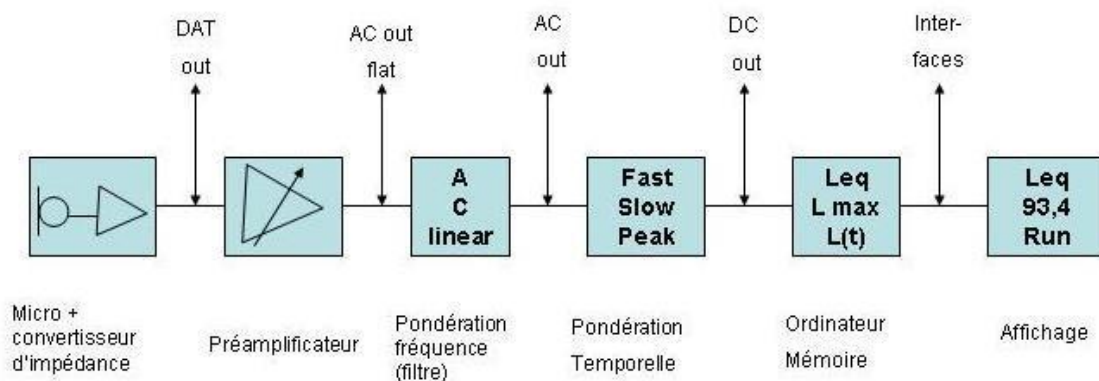 DAT
out
AC out
flat
AC
out
DC
out
Inter-
faces
A
C
linear
Fast
Slow
Peak
Leq
L max
L(t)
Leq
93,4
Run
Micro +
convertisseur
d'impédance
Préamplificateur
Pondération
fréquence
(filtre)
Pondération
Temporelle
Ordinateur
Mémoire
Affichage